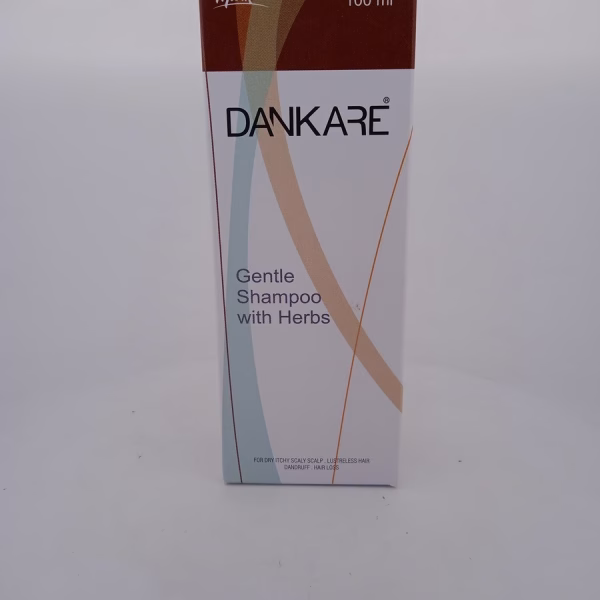 100 ml
DANKARE®
Gentle
Shampoo
with Herbs
FOR DRY ITCHY SCALY SCALP . LUSTRELESS HAIR
DANDRUFF . HAIR LOSS